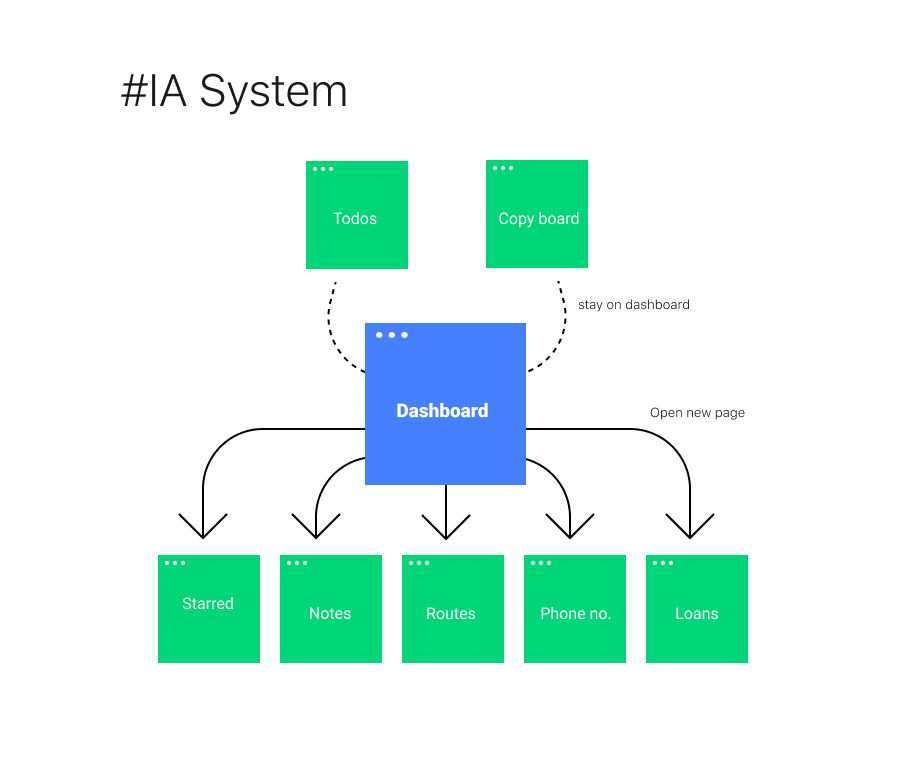 #IA System
Todos
Copy board
stay on dashboard
Dashboard
Open new page
Starred
Notes
Routes
Phone no.
Loans